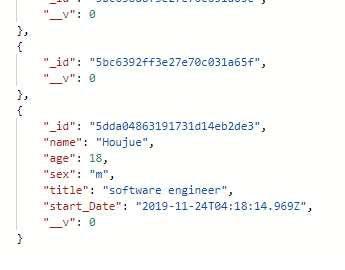 "__v": 0
},
{
"_id": "5bc6392ff3e27e70c031a65f",
"__v": 0
},
{
"_id": "5dda04863191731d14eb2de3",
"name": "Houjue",
"age": 18,
"sex": "m",
"title": "software engineer",
"start_Date": "2019-11-24T04:18:14.969Z",
"__v": 0
}